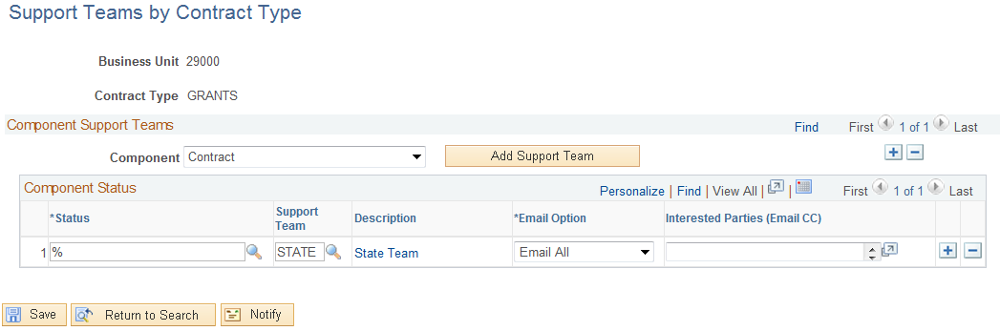 Support Teams by Contract Type
Business Unit 29000
Contract Type GRANTS
Component Support Teams Find First 1 of 1 Last
Component Contract Add Support Team
Component Status Personalize | Find | View All | | First 1 of 1 Last
*Status Support Team Description *Email Option Interested Parties (Email CC)
1 % STATE State Team Email All
Save Return to Search Notify